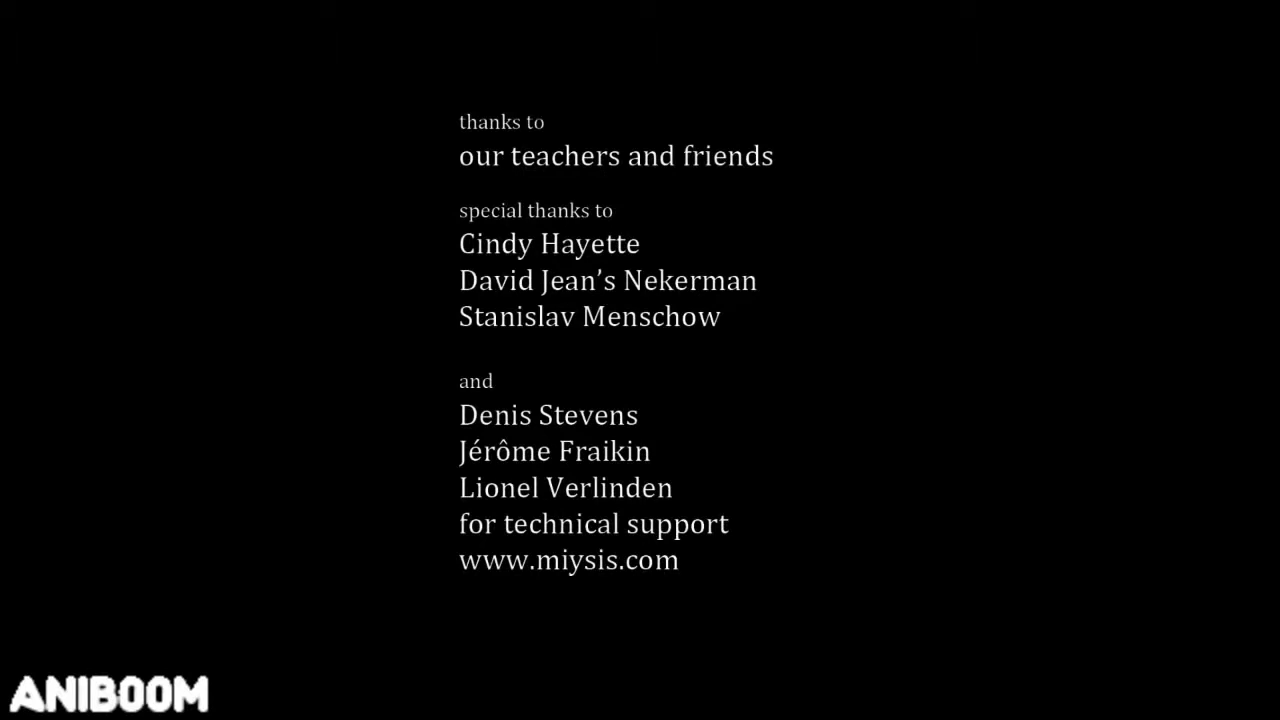 thanks to
our teachers and friends
special thanks to
Cindy Hayette
David Jean’s Nekerman
Stanislav Menschow
and
Denis Stevens
Jérôme Fraikin
Lionel Verlinden
for technical support
www.miysis.com
ANIBOOM